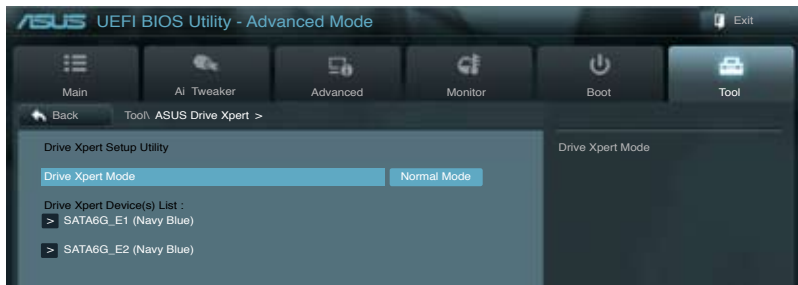 ASUS UEFI BIOS Utility - Advanced Mode
Exit
Main
Ai Tweaker
Advanced
Monitor
Boot
Tool
Back
Tool\ ASUS Drive Xpert >
Drive Xpert Setup Utility
Drive Xpert Mode
Drive Xpert Mode
Normal Mode
Drive Xpert Device(s) List :
> SATA6G_E1 (Navy Blue)
> SATA6G_E2 (Navy Blue)